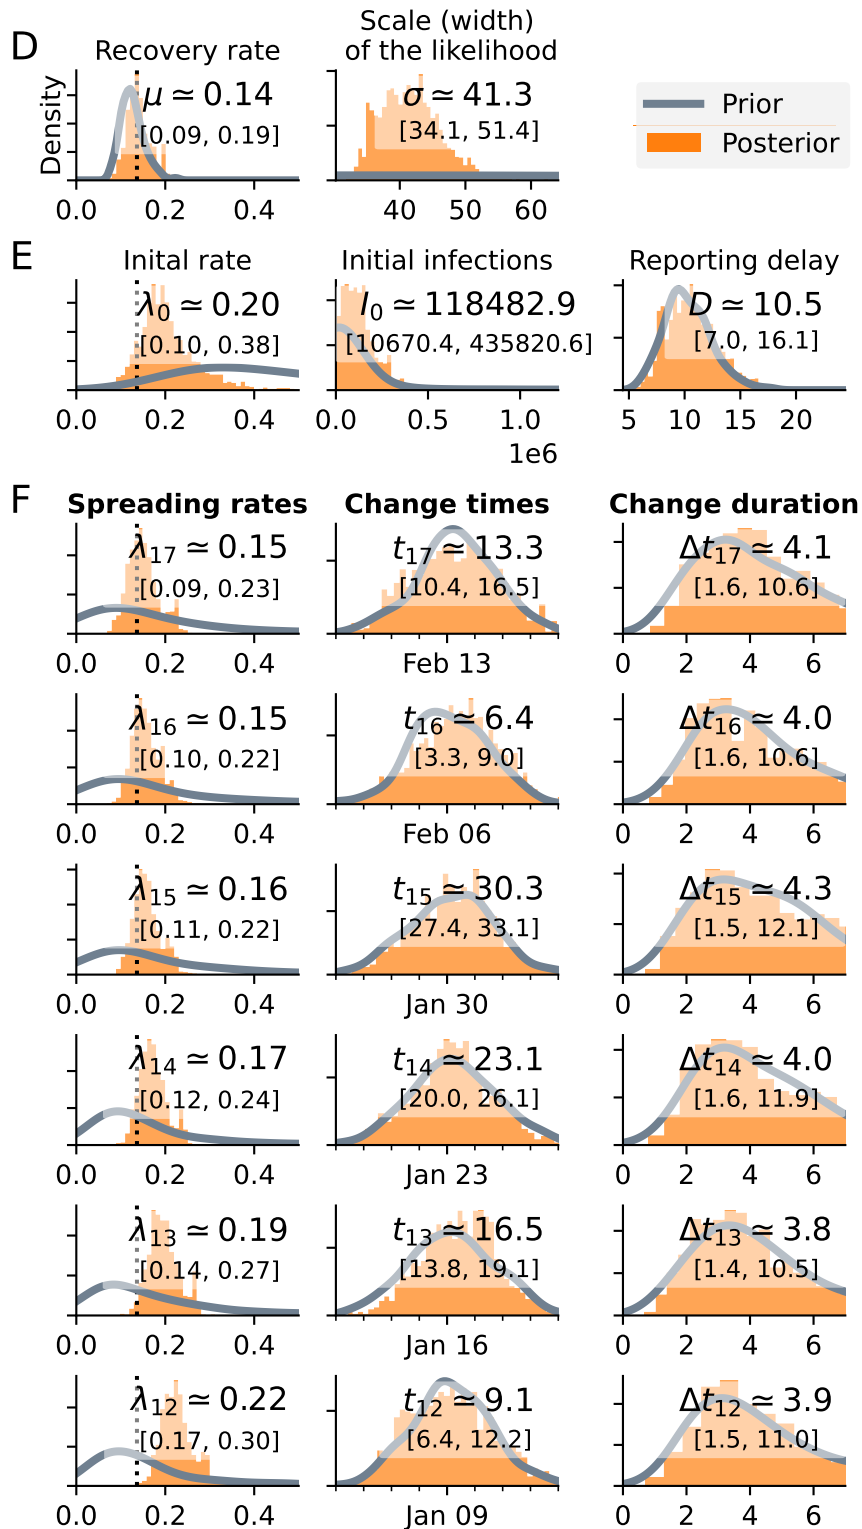 D
Recovery rate
Scale (width)
of the likelihood
Density
μ ≃ 0.14
[0.09, 0.19]
0.0 0.2 0.4
σ ≃ 41.3
[34.1, 51.4]
40 50 60
Prior
Posterior
E
Inital rate
λ0 ≃ 0.20
[0.10, 0.38]
0.0 0.2 0.4
Initial infections
I0 ≃ 118482.9
[10670.4, 435820.6]
0.0 0.5 1.0
1e6
Reporting delay
D ≃ 10.5
[7.0, 16.1]
5 10 15 20
F
Spreading rates
Change times
Change duration
λ17 ≃ 0.15
[0.09, 0.23]
0.0 0.2 0.4
t17 ≃ 13.3
[10.4, 16.5]
Feb 13
Δt17 ≃ 4.1
[1.6, 10.6]
0 2 4 6
λ16 ≃ 0.15
[0.10, 0.22]
0.0 0.2 0.4
t16 ≃ 6.4
[3.3, 9.0]
Feb 06
Δt16 ≃ 4.0
[1.6, 10.6]
0 2 4 6
λ15 ≃ 0.16
[0.11, 0.22]
0.0 0.2 0.4
t15 ≃ 30.3
[27.4, 33.1]
Jan 30
Δt15 ≃ 4.3
[1.5, 12.1]
0 2 4 6
λ14 ≃ 0.17
[0.12, 0.24]
0.0 0.2 0.4
t14 ≃ 23.1
[20.0, 26.1]
Jan 23
Δt14 ≃ 4.0
[1.6, 11.9]
0 2 4 6
λ13 ≃ 0.19
[0.14, 0.27]
0.0 0.2 0.4
t13 ≃ 16.5
[13.8, 19.1]
Jan 16
Δt13 ≃ 3.8
[1.4, 10.5]
0 2 4 6
λ12 ≃ 0.22
[0.17, 0.30]
0.0 0.2 0.4
t12 ≃ 9.1
[6.4, 12.2]
Jan 09
Δt12 ≃ 3.9
[1.5, 11.0]
0 2 4 6